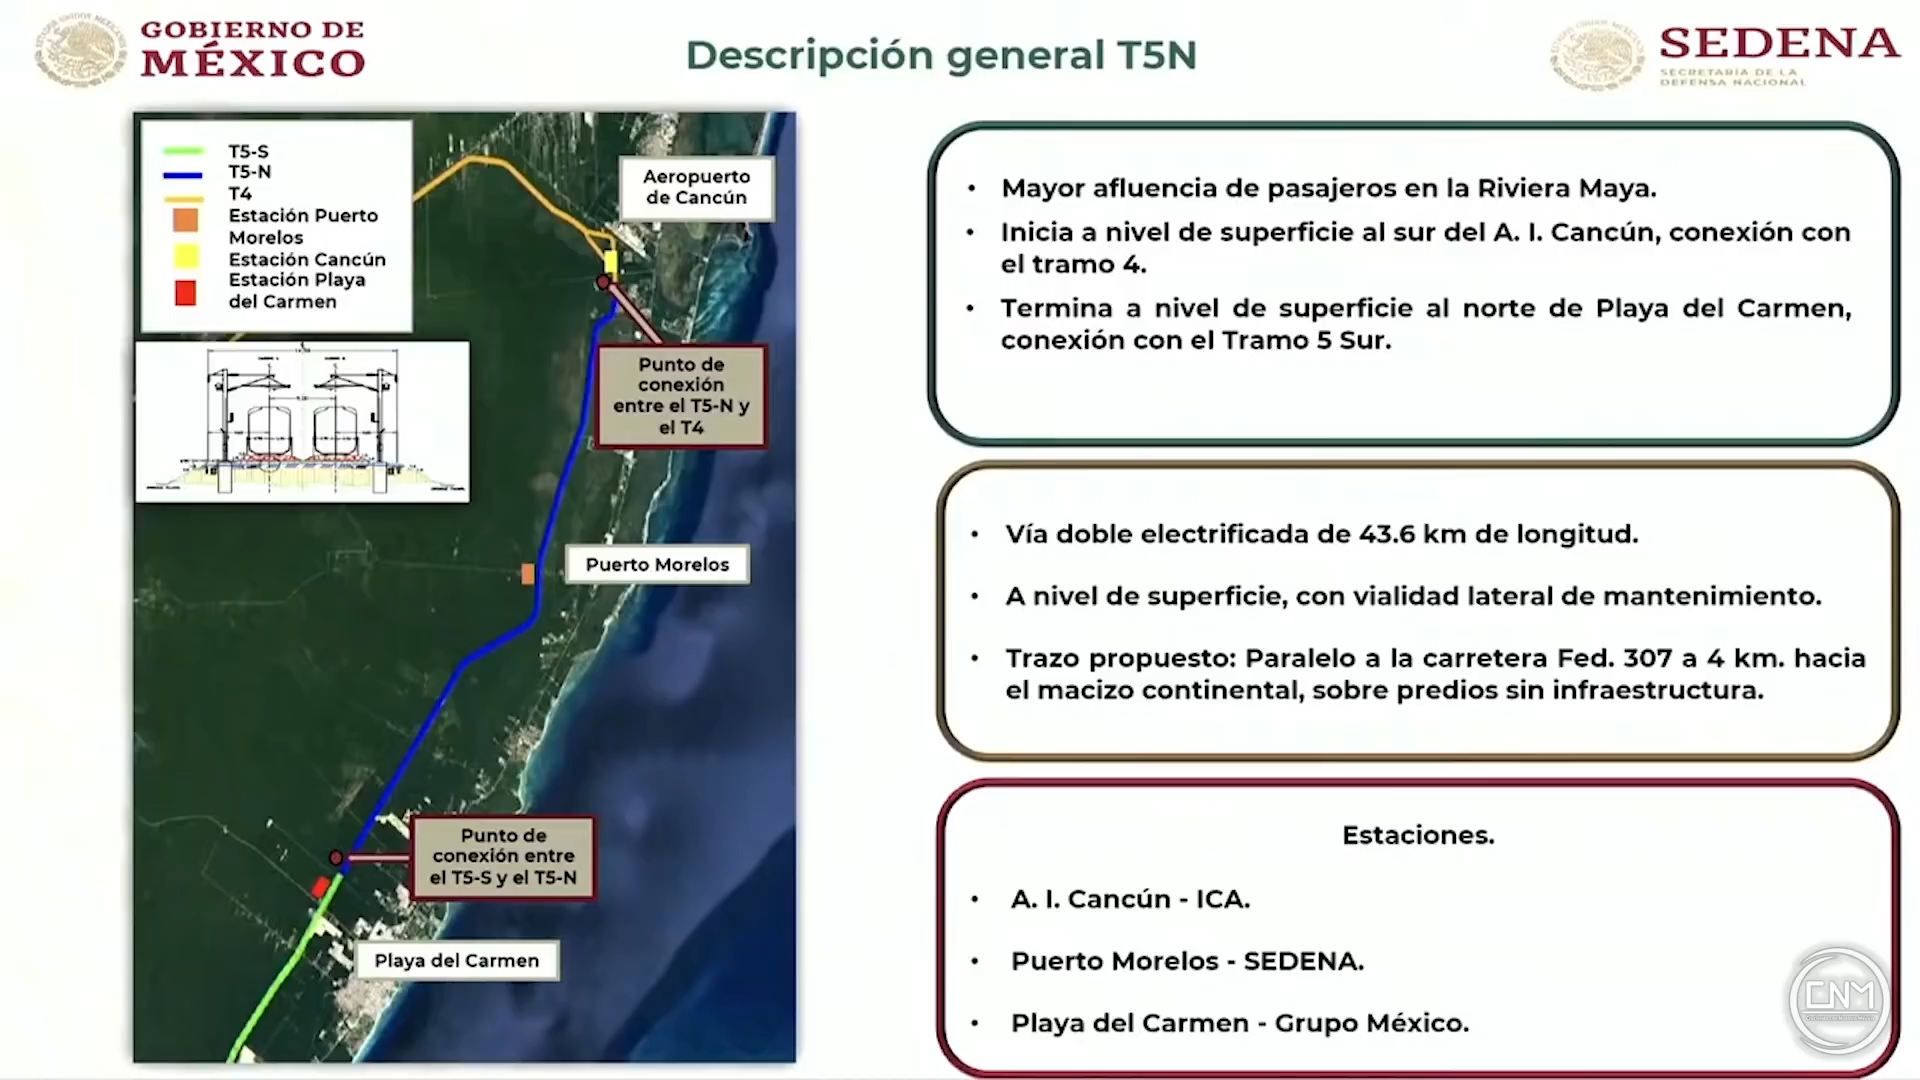 GOBIERNO DE
MÉXICO
Descripción general T5N
SEDENA
SECRETARÍA DE LA
DEFENSA NACIONAL
T5-S
T5-N
T4
Estación Puerto
Morelos
Estación Cancún
Estación Playa
del Carmen
Aeropuerto
de Cancún
Punto de
conexión
entre el T5-N y
el T4
Puerto Morelos
Punto de
conexión entre
el T5-S y el T5-N
Playa del Carmen
• Mayor afluencia de pasajeros en la Riviera Maya.
• Inicia a nivel de superficie al sur del A. I. Cancún, conexión con
el tramo 4.
• Termina a nivel de superficie al norte de Playa del Carmen,
conexión con el Tramo 5 Sur.
• Vía doble electrificada de 43.6 km de longitud.
• A nivel de superficie, con vialidad lateral de mantenimiento.
• Trazo propuesto: Paralelo a la carretera Fed. 307 a 4 km. hacia
el macizo continental, sobre predios sin infraestructura.
Estaciones.
• A. I. Cancún - ICA.
• Puerto Morelos - SEDENA.
• Playa del Carmen - Grupo México.
CNM